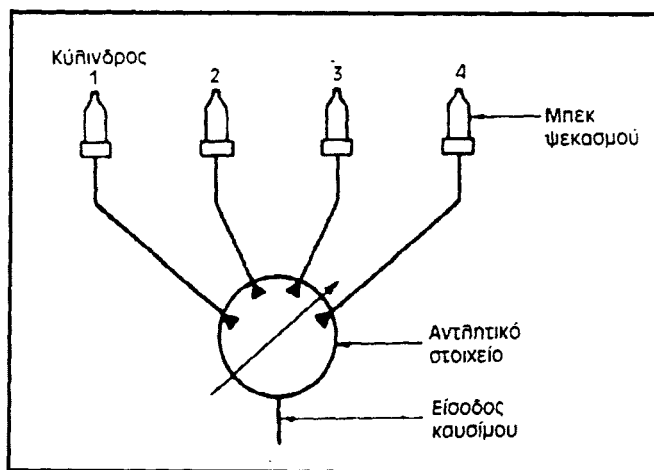 Κύλινδρος
1 2 3 4
Μπεκ
ψεκασμού
Αντλητικό
στοιχείο
Είσοδος
καυσίμου